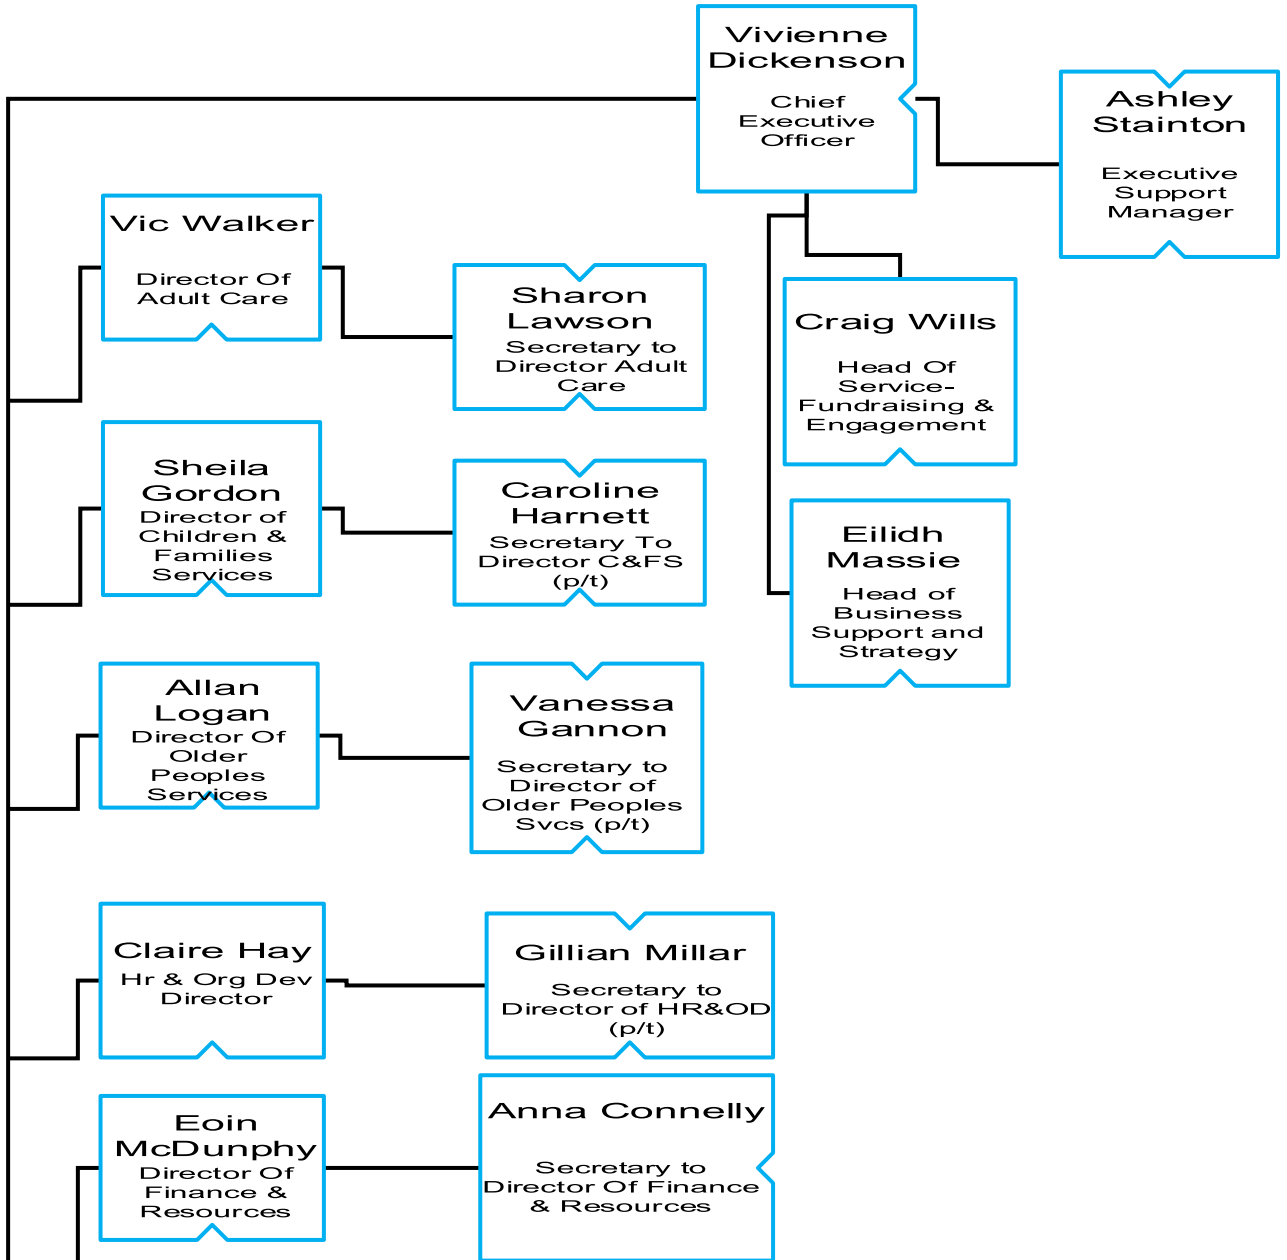 Vivienne
Dickenson
Chief
Executive
Officer
Ashley
Stainton
Executive
Support
Manager
Vic Walker
Director Of
Adult Care
Sharon
Lawson
Secretary to
Director Adult
Care
Craig Wills
Head Of
Service-
Fundraising &
Engagement
Sheila
Gordon
Director of
Children &
Families
Services
Caroline
Harnett
Secretary To
Director C&FS
(p/t)
Eilidh
Massie
Head of
Business
Support and
Strategy
Allan
Logan
Director Of
Older
Peoples
Services
Vanessa
Gannon
Secretary to
Director of
Older Peoples
Svcs (p/t)
Claire Hay
Hr & Org Dev
Director
Gillian Millar
Secretary to
Director of HR&OD
(p/t)
Eoin
McDunphy
Director Of
Finance &
Resources
Anna Connelly
Secretary to
Director Of Finance
& Resources